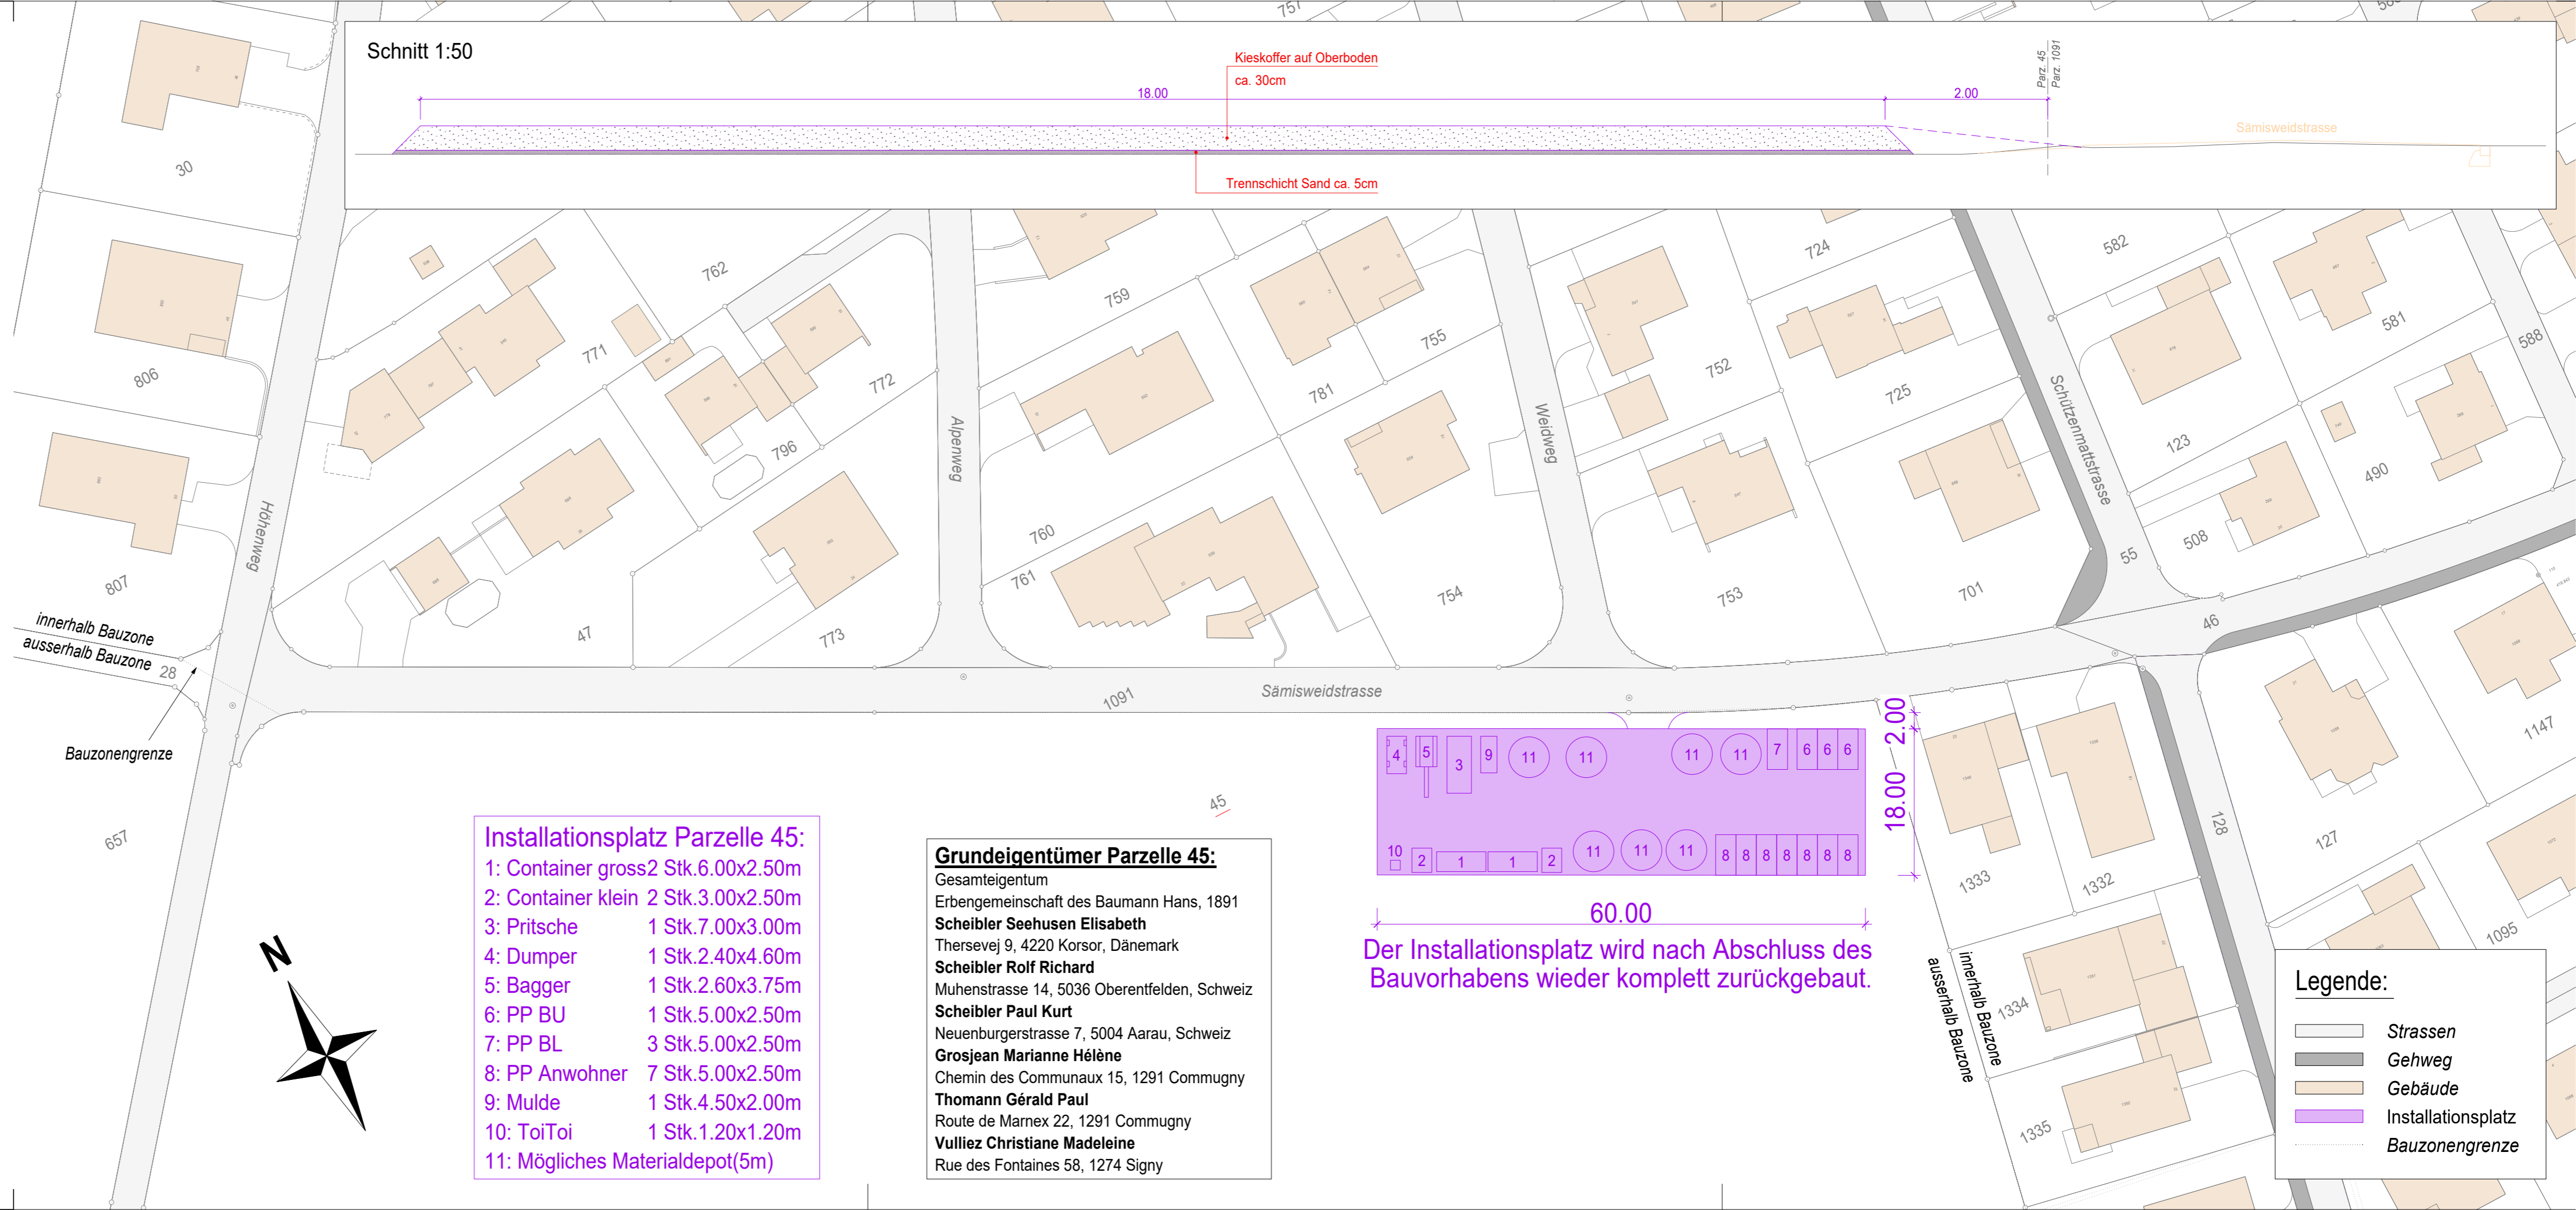 757
Schnitt 1:50
Kieskoffer auf Oberboden
ca. 30cm
18.00
2.00
Parz. 45
Parz. 1091
Sämisweidstrasse
Trennschicht Sand ca. 5cm
30
806
807
762
771
772
796
47
773
759
760
761
781
755
754
724
752
725
753
701
582
581
588
123
490
508
55
46
Höhenweg
Alpenweg
Weidweg
Schützenmattstrasse
innerhalb Bauzone
ausserhalb Bauzone
28
Bauzonengrenze
1091
Sämisweidstrasse
657
45
4
5
3
9
11
11
11
11
7
6
6
6
10
2
1
1
2
11
11
11
8
8
8
8
8
8
8
2.00
18.00
60.00
Der Installationsplatz wird nach Abschluss des
Bauvorhabens wieder komplett zurückgebaut.
Installationsplatz Parzelle 45:
1: Container gross2 Stk.6.00x2.50m
2: Container klein 2 Stk.3.00x2.50m
3: Pritsche 1 Stk.7.00x3.00m
4: Dumper 1 Stk.2.40x4.60m
5: Bagger 1 Stk.2.60x3.75m
6: PP BU 1 Stk.5.00x2.50m
7: PP BL 3 Stk.5.00x2.50m
8: PP Anwohner 7 Stk.5.00x2.50m
9: Mulde 1 Stk.4.50x2.00m
10: ToiToi 1 Stk.1.20x1.20m
11: Mögliches Materialdepot(5m)
N
Grundeigentümer Parzelle 45:
Gesamteigentum
Erbengemeinschaft des Baumann Hans, 1891
Scheibler Seehusen Elisabeth
Thersevej 9, 4220 Korsor, Dänemark
Scheibler Rolf Richard
Muhenstrasse 14, 5036 Oberentfelden, Schweiz
Scheibler Paul Kurt
Neuenburgerstrasse 7, 5004 Aarau, Schweiz
Grosjean Marianne Hélène
Chemin des Communaux 15, 1291 Commugny
Thomann Gérald Paul
Route de Marnex 22, 1291 Commugny
Vulliez Christiane Madeleine
Rue des Fontaines 58, 1274 Signy
1333
1332
128
127
1147
1095
1334
1335
innerhalb Bauzone
ausserhalb Bauzone
Legende:
Strassen
Gehweg
Gebäude
Installationsplatz
Bauzonengrenze